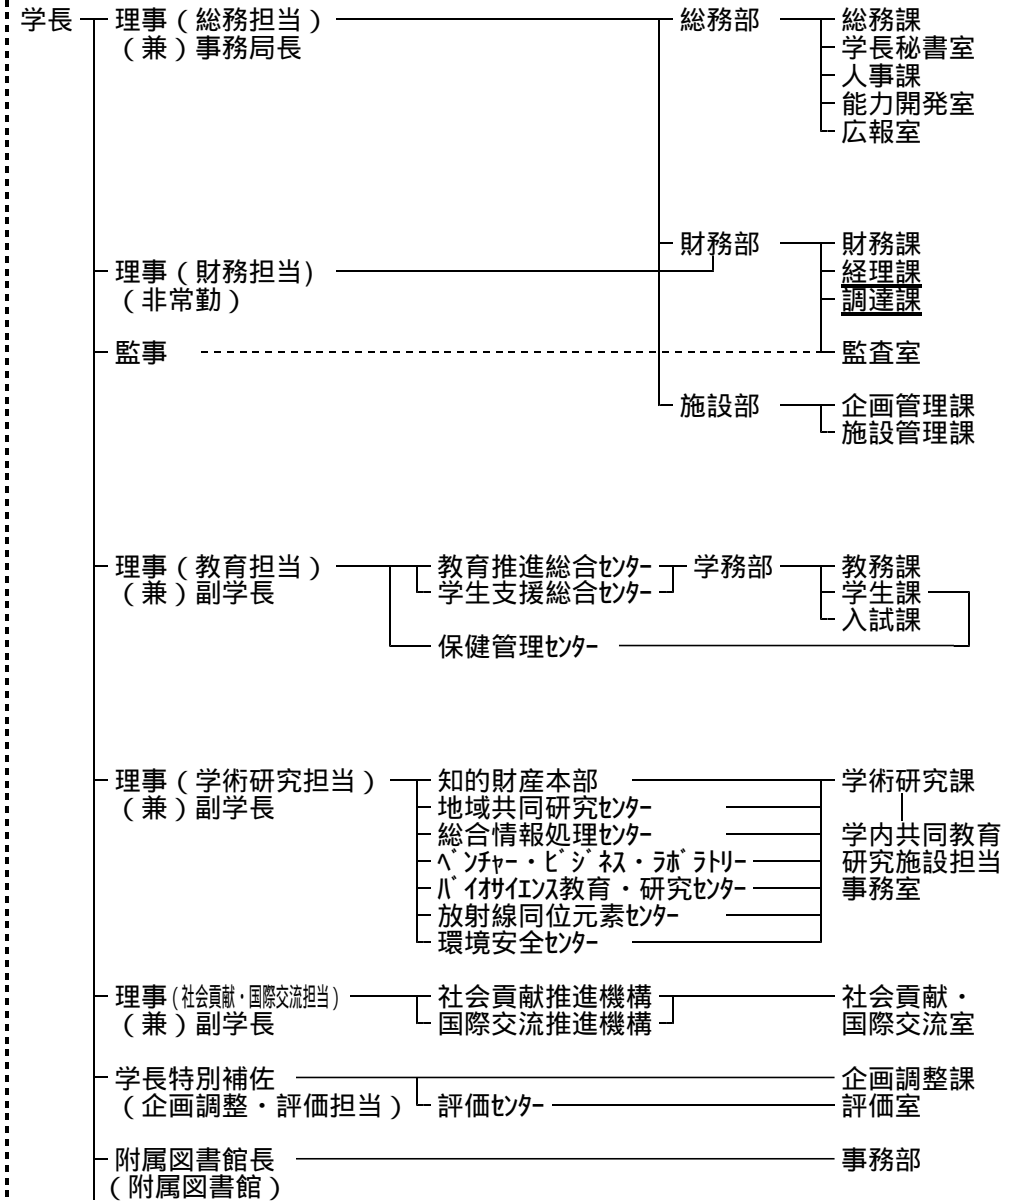 学長 理事（総務担当） 総務部 総務課
（兼）事務局長 学長秘書室
人事課
能力開発室
広報室
財務部 財務課
理事（財務担当） 経理課
（非常勤） 調達課
監事 監査室
施設部 企画管理課
施設管理課
理事（教育担当） 教育推進総合ｾﾝﾀｰ 学務部 教務課
（兼）副学長 学生支援総合ｾﾝﾀｰ 学生課
入試課
保健管理ｾﾝﾀｰ
理事（学術研究担当） 知的財産本部 学術研究課
（兼）副学長 地域共同研究ｾﾝﾀｰ
総合情報処理ｾﾝﾀｰ 学内共同教育
ﾍﾞﾝﾁｬｰ・ﾋﾞｼﾞﾈｽ・ﾗﾎﾞﾗﾄﾘｰ 研究施設担当
ﾊﾞｲｵｻｲｴﾝｽ教育・研究ｾﾝﾀｰ 事務室
放射線同位元素ｾﾝﾀｰ
環境安全ｾﾝﾀｰ
理事（社会貢献・国際交流担当） 社会貢献推進機構 社会貢献・
（兼）副学長 国際交流推進機構 国際交流室
学長特別補佐 企画調整課
（企画調整・評価担当） 評価ｾﾝﾀｰ 評価室
附属図書館長 事務部
（附属図書館）